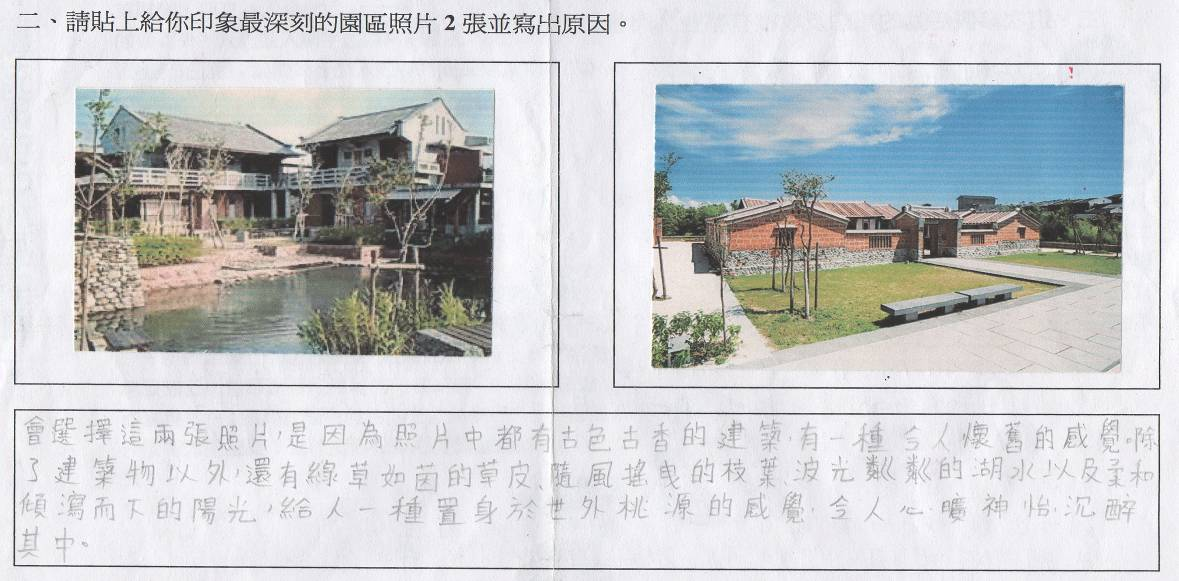 二、請貼上給你印象最深刻的園區照片 2 張並寫出原因。
會選擇這兩張照片,是因為照片中都有古色古香的建築,有一種令人懷舊的感覺。除
了建築物以外,還有綠草如茵的草皮、隨風搖曳的枝葉、波光粼粼的湖水以及柔和
傾瀉而下的陽光,給人一種置身於世外桃源的感覺,令人心曠神怡,沉醉
其中。